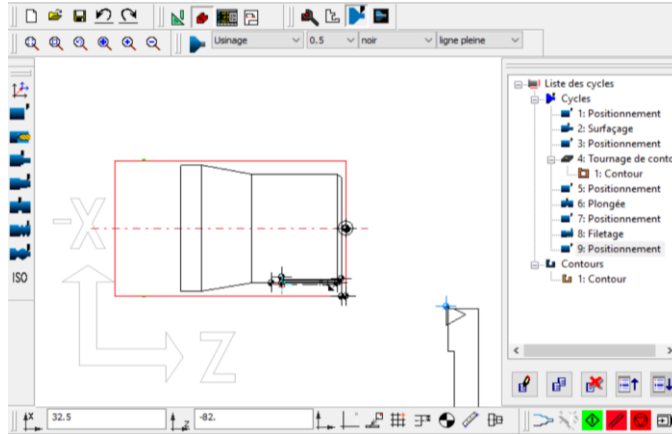 Usinage 0.5 noir ligne pleine
Liste des cycles
Cycles
1: Positionnement
2: Surfaçage
3: Positionnement
4: Tournage de conto
1: Contour
5: Positionnement
6: Plongée
7: Positionnement
8: Filetage
9: Positionnement
Contours
1: Contour
-X
Z
ISO
X 32.5 Z -82.